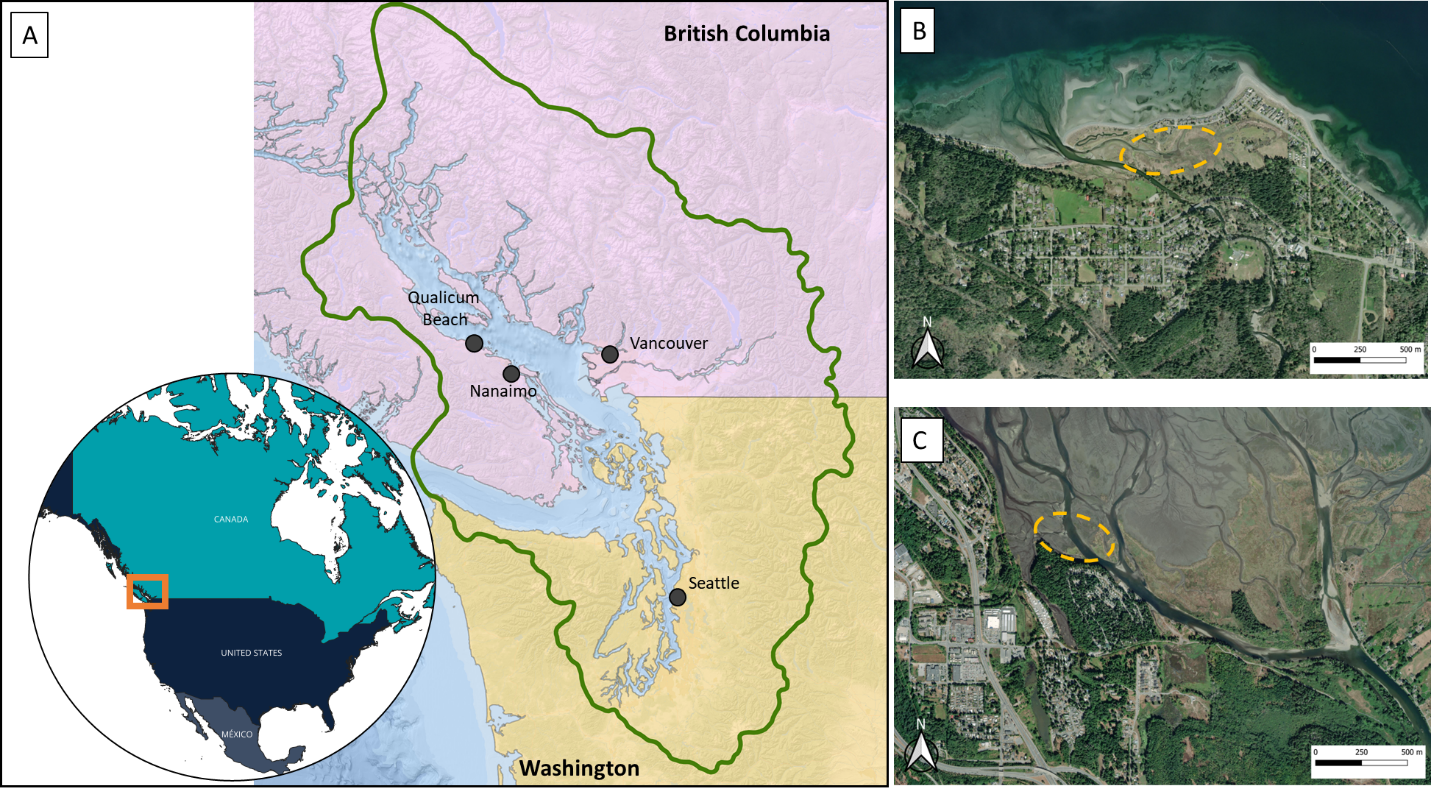 A
British Columbia
Qualicum
Beach
Vancouver
Nanaimo
Seattle
Washington
CANADA
UNITED STATES
MÉXICO
B
N
0 250 500 m
C
N
0 250 500 m